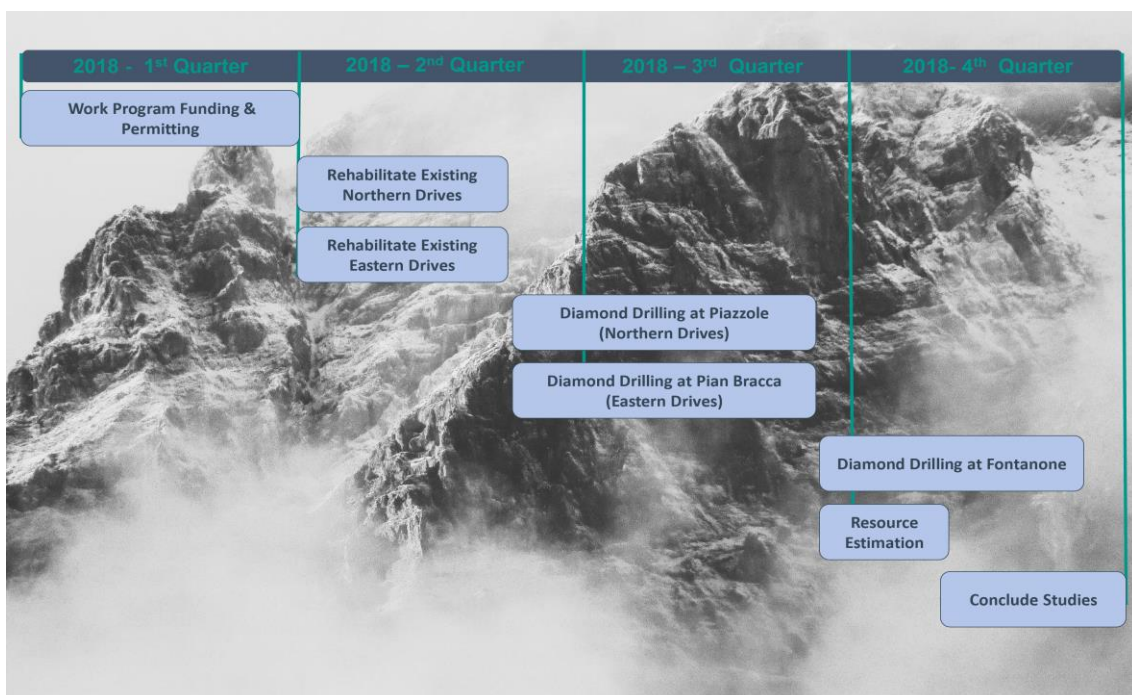 2018 - 1st Quarter
2018 – 2nd Quarter
2018 – 3rd Quarter
2018- 4th Quarter
Work Program Funding &
Permitting
Rehabilitate Existing
Northern Drives
Rehabilitate Existing
Eastern Drives
Diamond Drilling at Piazzole
(Northern Drives)
Diamond Drilling at Pian Bracca
(Eastern Drives)
Diamond Drilling at Fontanone
Resource
Estimation
Conclude Studies